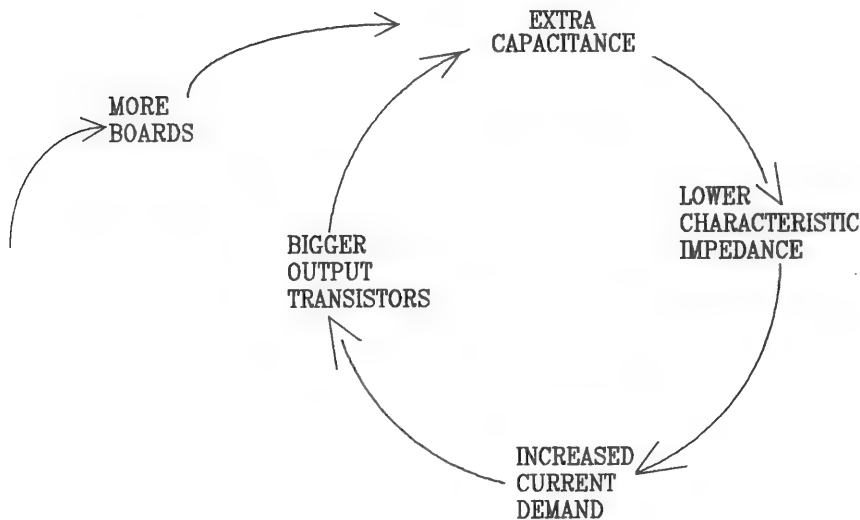 EXTRA
CAPACITANCE
MORE
BOARDS
LOWER
CHARACTERISTIC
IMPEDANCE
BIGGER
OUTPUT
TRANSISTORS
INCREASED
CURRENT
DEMAND